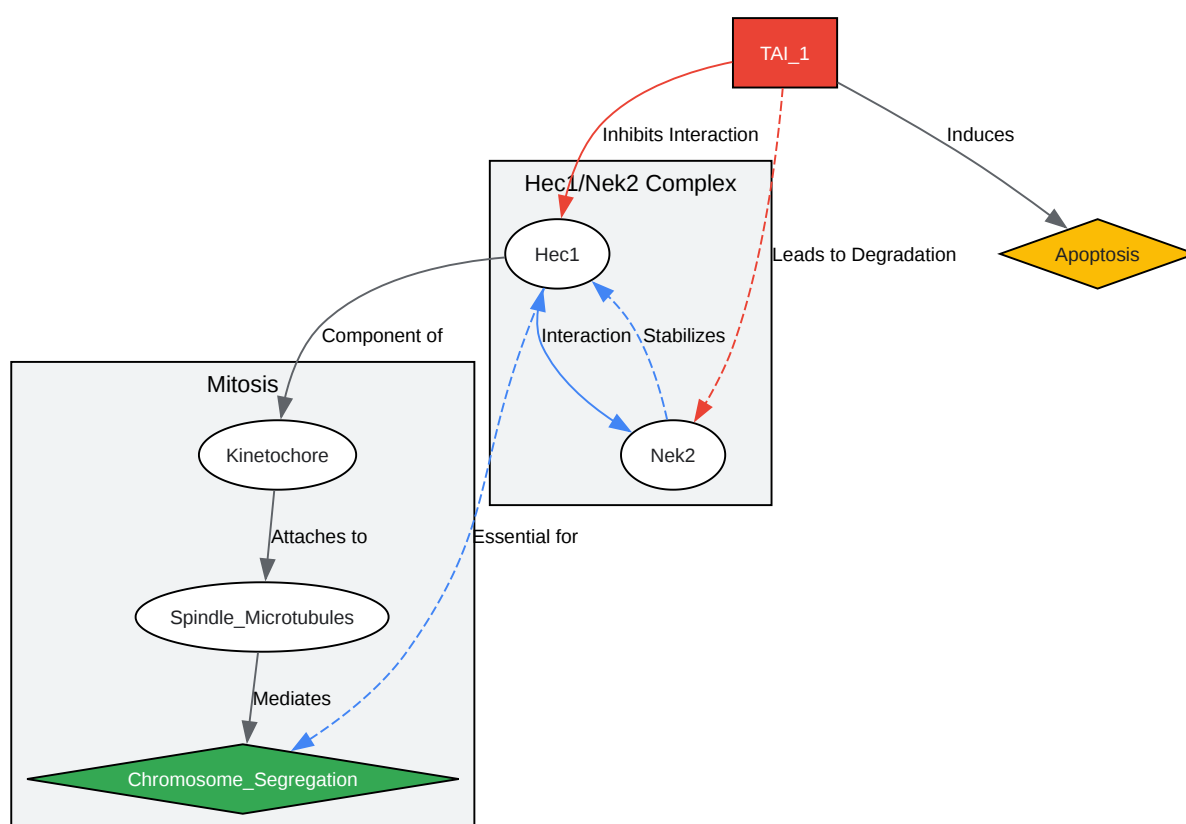 TAI_1
Inhibits Interaction
Induces
Hec1/Nek2 Complex
Hec1
Leads to Degradation
Apoptosis
Component of
Interaction
Stabilizes
Mitosis
Kinetochore
Nek2
Attaches to
Essential for
Spindle_Microtubules
Mediates
Chromosome_Segregation